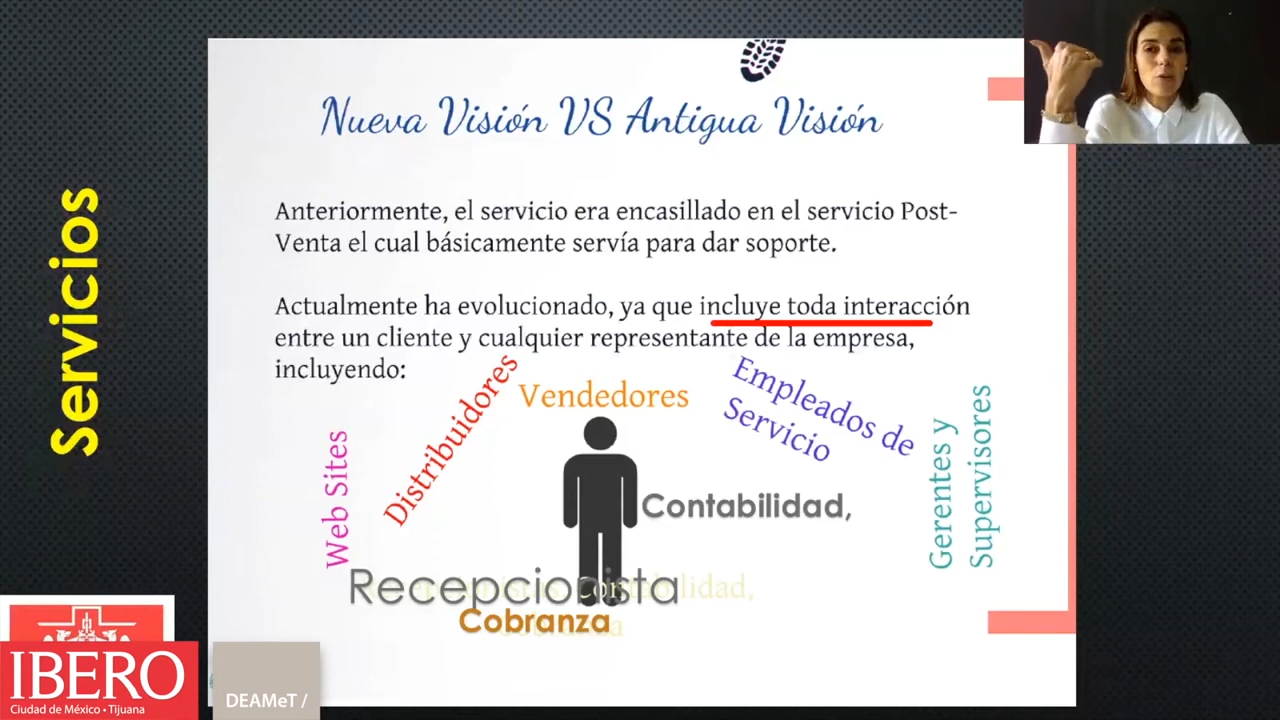 Nueva Visión VS Antigua Visión
Servicios
Anteriormente, el servicio era encasillado en el servicio Post-
Venta el cual básicamente servía para dar soporte.
Actualmente ha evolucionado, ya que incluye toda interacción
entre un cliente y cualquier representante de la empresa,
incluyendo:
Web Sites
Distribuidores
Vendedores
Empleados de
Servicio
Gerentes y
Supervisores
Contabilidad,
Recepcionista
Contabilidad,
Cobranza
IBERO
Ciudad de México • Tijuana
DEAMeT /